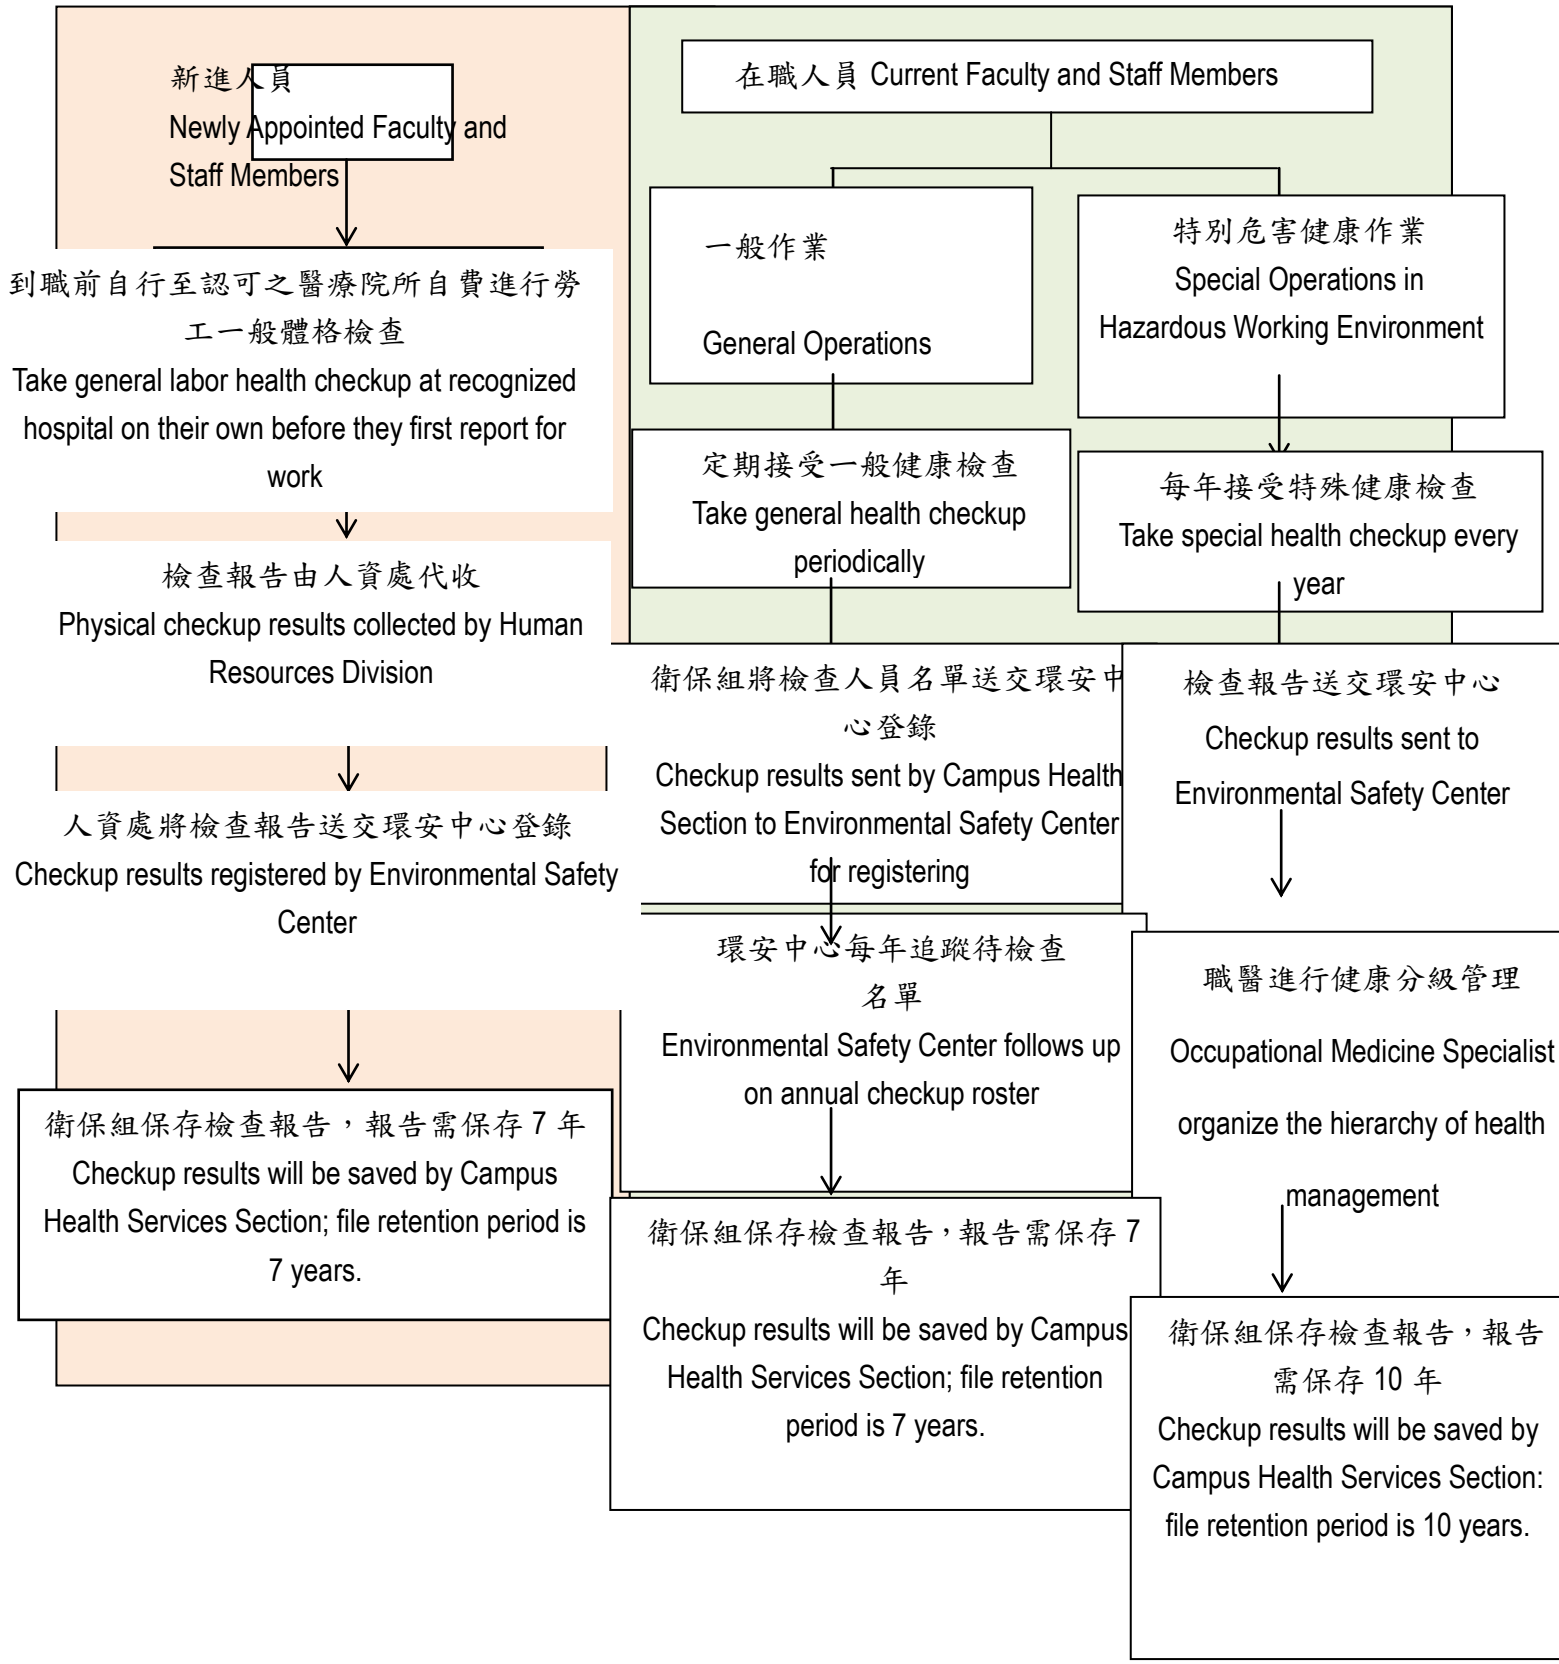 新進人員
Newly Appointed Faculty and
Staff Members
到職前自行至認可之醫療院所自費進行勞
工一般體格檢查
Take general labor health checkup at recognized
hospital on their own before they first report for
work
檢查報告由人資處代收
Physical checkup results collected by Human
Resources Division
人資處將檢查報告送交環安中心登錄
Checkup results registered by Environmental Safety
Center
衛保組保存檢查報告，報告需保存 7 年
Checkup results will be saved by Campus
Health Services Section; file retention period is
7 years.
在職人員 Current Faculty and Staff Members
一般作業
General Operations
定期接受一般健康檢查
Take general health checkup
periodically
衛保組將檢查人員名單送交環安中
心登錄
Checkup results sent by Campus Health
Section to Environmental Safety Center
for registering
環安中心每年追蹤待檢查
名單
Environmental Safety Center follows up
on annual checkup roster
衛保組保存檢查報告，報告需保存 7
年
Checkup results will be saved by Campus
Health Services Section; file retention
period is 7 years.
特別危害健康作業
Special Operations in
Hazardous Working Environment
每年接受特殊健康檢查
Take special health checkup every
year
檢查報告送交環安中心
Checkup results sent to
Environmental Safety Center
職醫進行健康分級管理
Occupational Medicine Specialist
organize the hierarchy of health
management
衛保組保存檢查報告，報告
需保存 10 年
Checkup results will be saved by
Campus Health Services Section:
file retention period is 10 years.